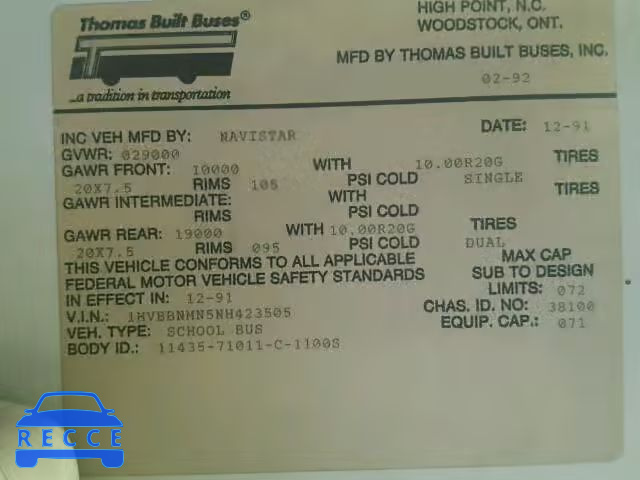 Thomas Built Buses®
...a tradition in transportation
HIGH POINT, N.C.
WOODSTOCK, ONT.
MFD BY THOMAS BUILT BUSES, INC.
02-92
INC VEH MFD BY: NAVISTAR DATE: 12-91
GVWR: 029000
GAWR FRONT: 10000 WITH 10.00R20G TIRES
20X7.5 RIMS 105 PSI COLD SINGLE
GAWR INTERMEDIATE: WITH TIRES
RIMS PSI COLD
GAWR REAR: 19000 WITH 10.00R20G TIRES
20X7.5 RIMS 095 PSI COLD DUAL
THIS VEHICLE CONFORMS TO ALL APPLICABLE MAX CAP
FEDERAL MOTOR VEHICLE SAFETY STANDARDS SUB TO DESIGN
IN EFFECT IN: 12-91 LIMITS: 072
V.I.N.: 1HVBBNMN5NH423505 CHAS. ID. NO: 38100
VEH. TYPE: SCHOOL BUS EQUIP. CAP.: 071
BODY ID.: 11435-71011-C-1100S
RECCE